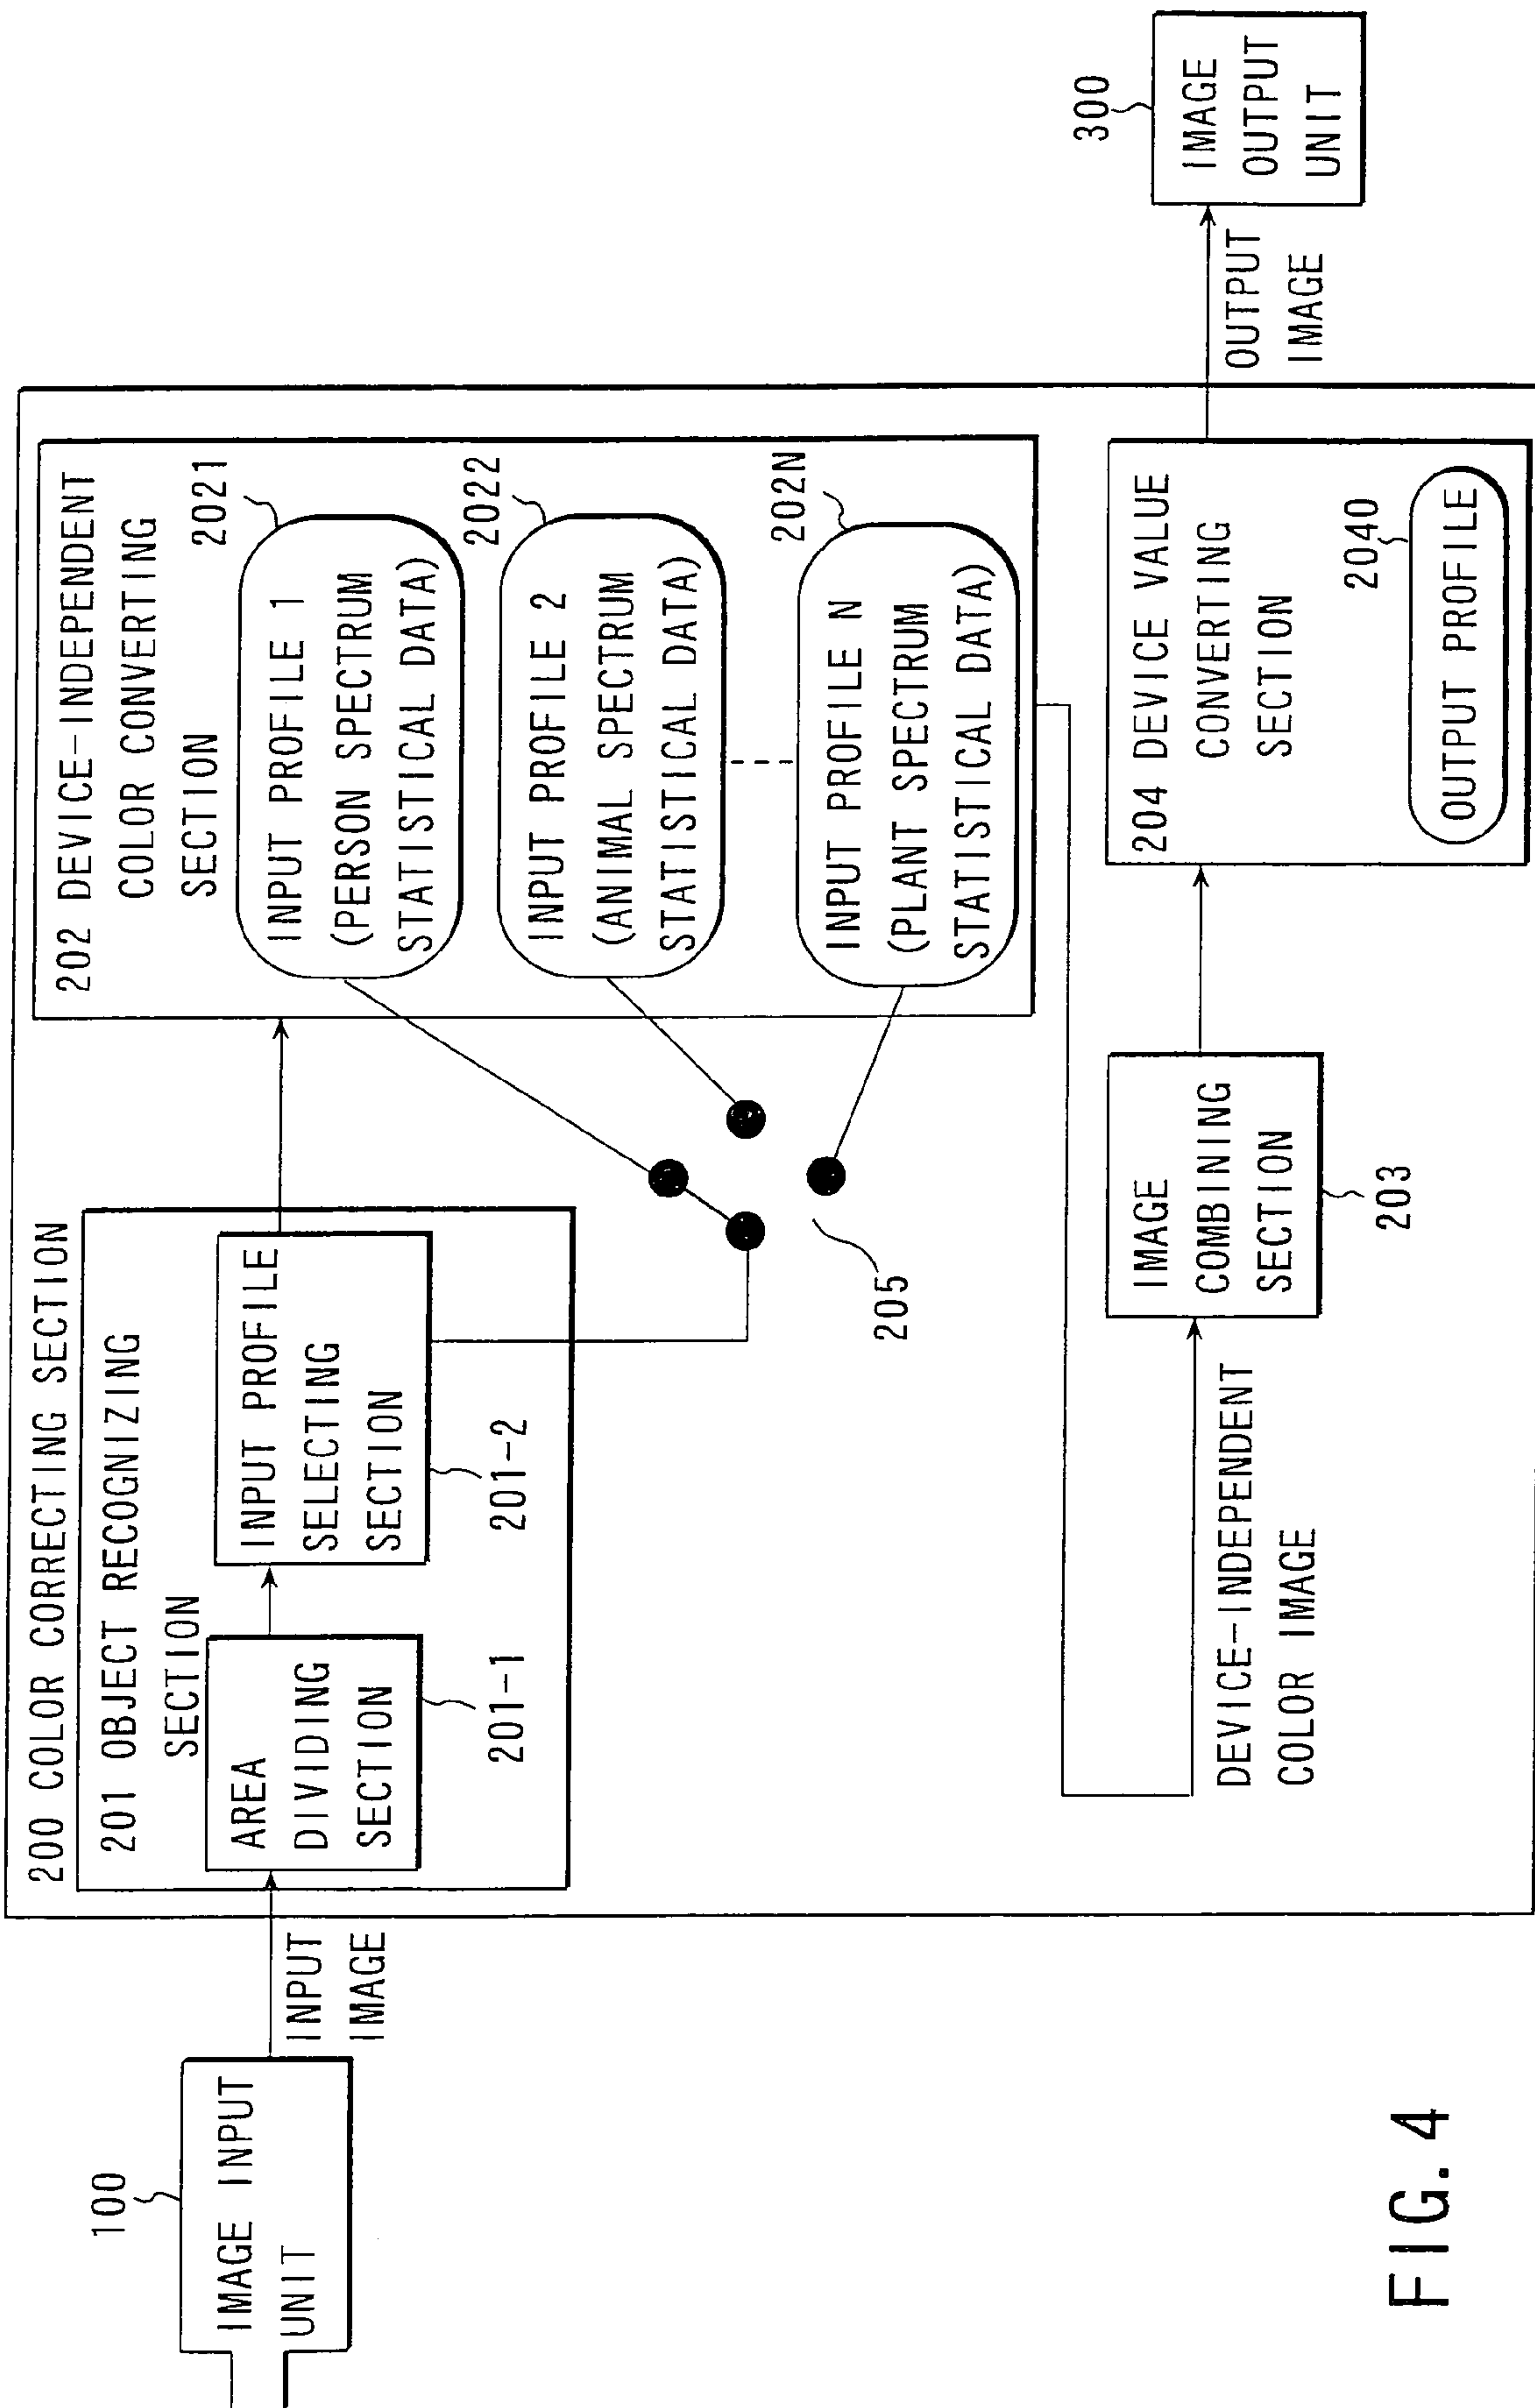 100
IMAGE INPUT
UNIT
INPUT
IMAGE
200 COLOR CORRECTING SECTION
201 OBJECT RECOGNIZING
SECTION
AREA
DIVIDING
SECTION
201-1
INPUT PROFILE
SELECTING
SECTION
201-2
205
202 DEVICE-INDEPENDENT
COLOR CONVERTING
SECTION
2021
INPUT PROFILE 1
(PERSON SPECTRUM
STATISTICAL DATA)
2022
INPUT PROFILE 2
(ANIMAL SPECTRUM
STATISTICAL DATA)
202N
INPUT PROFILE N
(PLANT SPECTRUM
STATISTICAL DATA)
DEVICE-INDEPENDENT
COLOR IMAGE
IMAGE
COMBINING
SECTION
203
204 DEVICE VALUE
CONVERTING
SECTION
2040
OUTPUT PROFILE
OUTPUT
IMAGE
300
IMAGE
OUTPUT
UNIT
FIG. 4